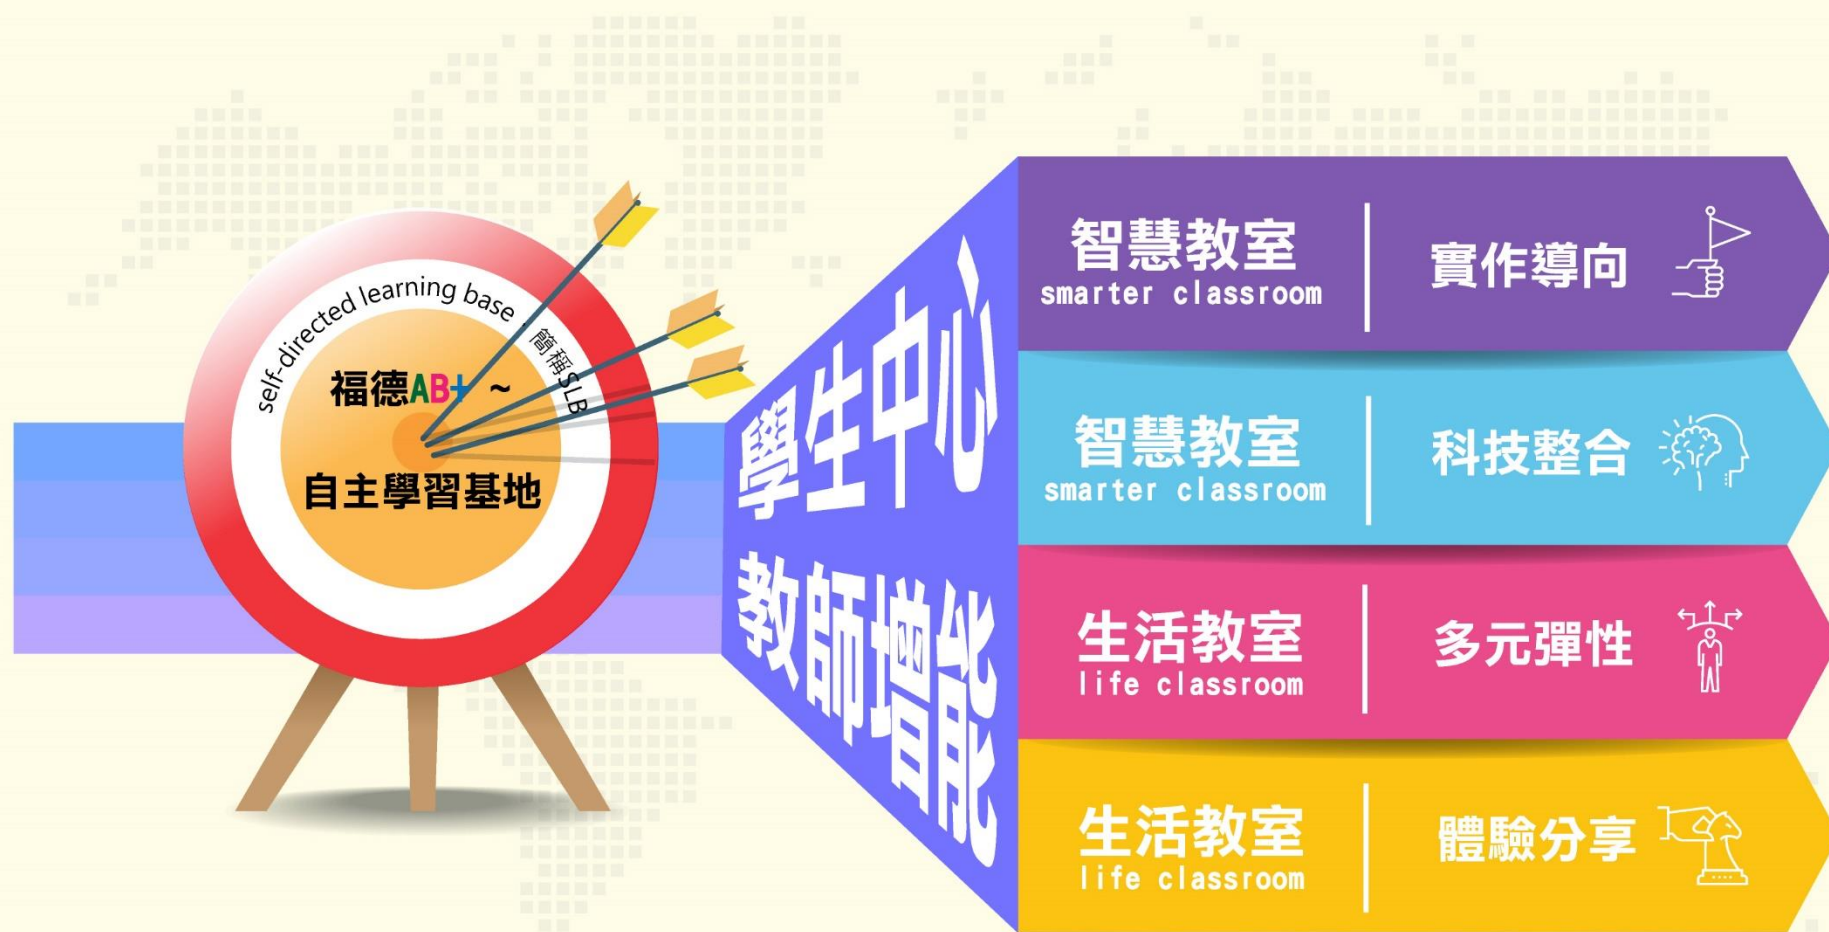 self-directed learning base，簡稱SLB
福德AB+ ~
自主學習基地
學生中心
教師增能
智慧教室
smarter classroom
實作導向
智慧教室
smarter classroom
科技整合
生活教室
life classroom
多元彈性
生活教室
life classroom
體驗分享